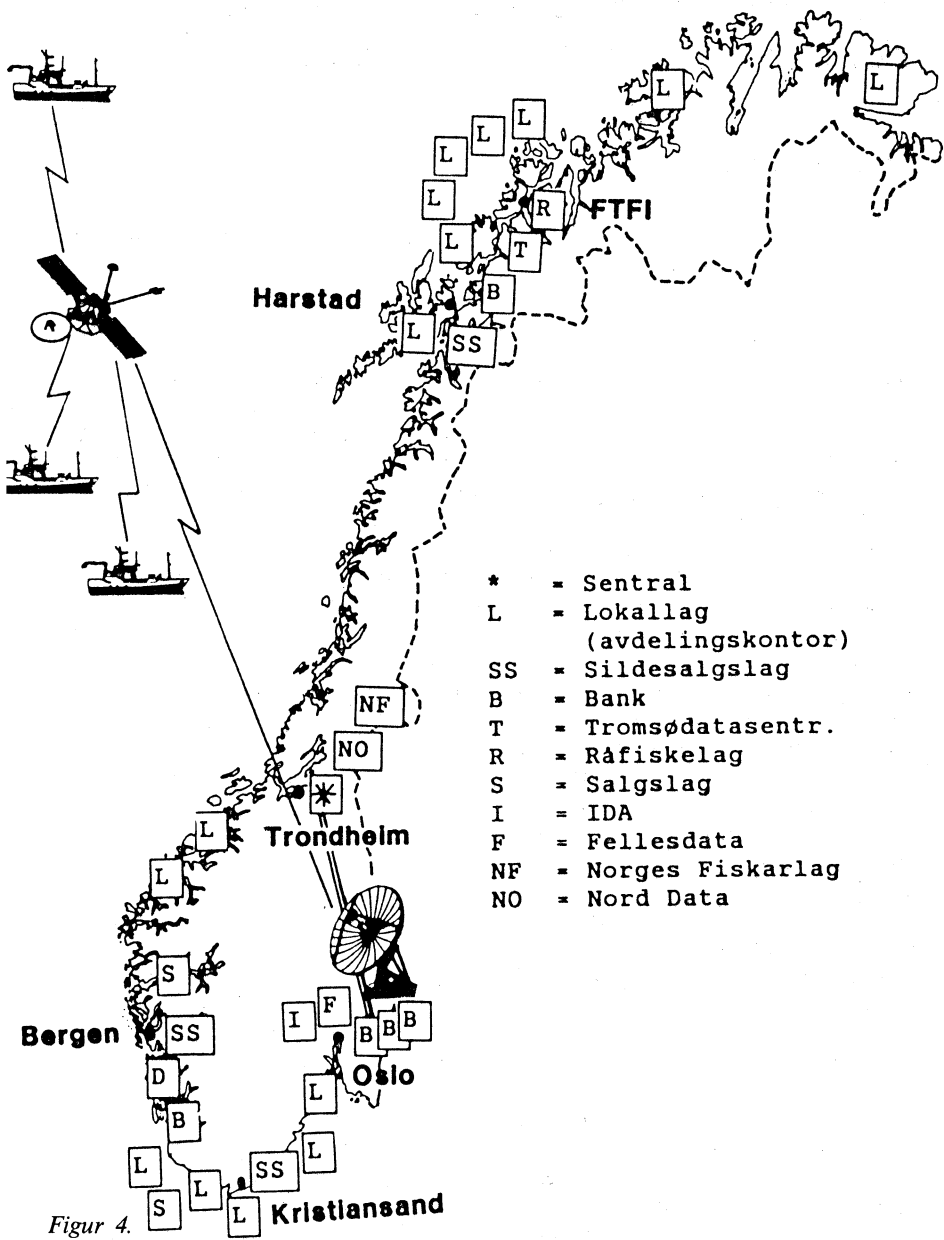 L
L
L
L
L
L
R
FTFI
L
T
B
Harstad
L
SS
* = Sentral
L = Lokallag
(avdelingskontor)
SS = Sildesalgslag
B = Bank
T = Tromsødatasentr.
R = Råfiskelag
S = Salgslag
I = IDA
F = Fellesdata
NF = Norges Fiskarlag
NO = Nord Data
NF
NO
*
Trondheim
L
L
S
I
F
B
B
B
Bergen
SS
Oslo
D
L
B
L
L
SS
L
S
L
Kristiansand
Figur 4.